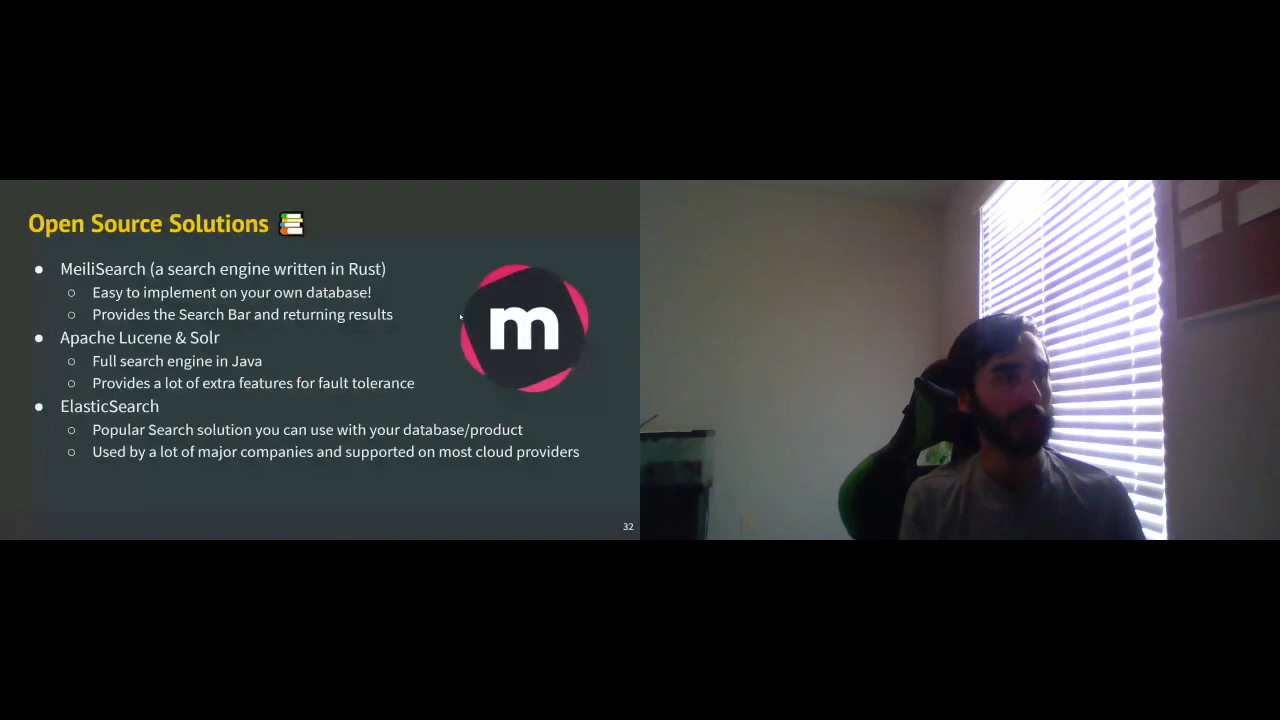 Open Source Solutions
● MeiliSearch (a search engine written in Rust)
○ Easy to implement on your own database!
○ Provides the Search Bar and returning results
● Apache Lucene & Solr
○ Full search engine in Java
○ Provides a lot of extra features for fault tolerance
● ElasticSearch
○ Popular Search solution you can use with your database/product
○ Used by a lot of major companies and supported on most cloud providers
m
32